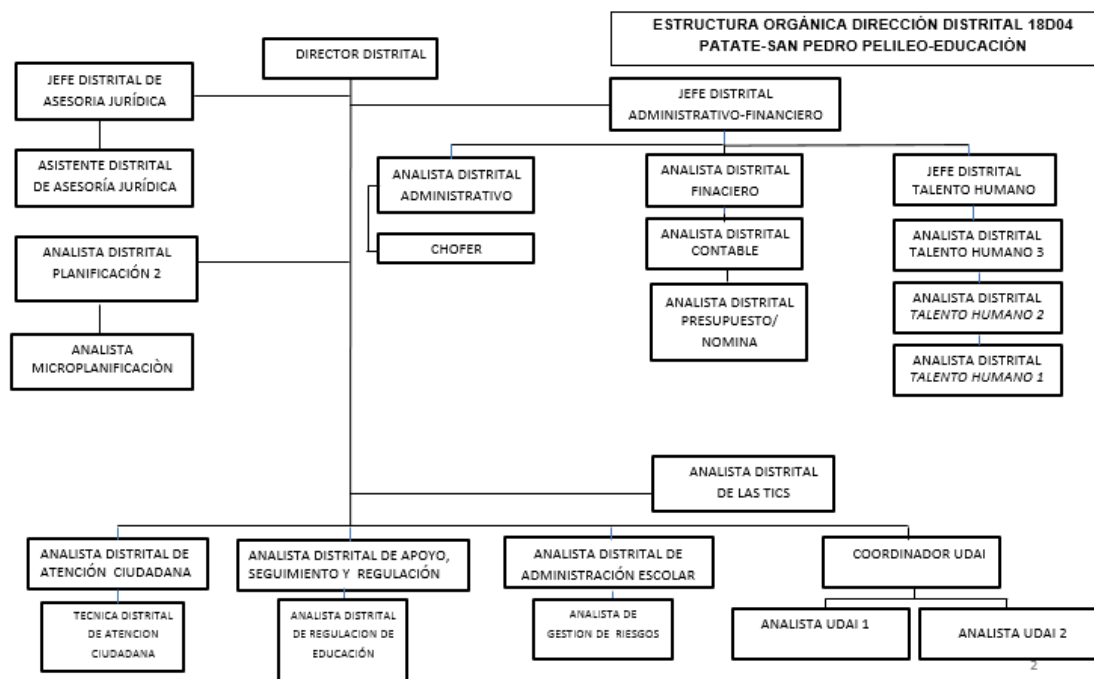 ESTRUCTURA ORGÁNICA DIRECCIÓN DISTRITAL 18D04
PATATE-SAN PEDRO PELILEO-EDUCACIÓN
DIRECTOR DISTRITAL
JEFE DISTRITAL DE
ASESORIA JURÍDICA
JEFE DISTRITAL
ADMINISTRATIVO-FINANCIERO
ASISTENTE DISTRITAL
DE ASESORÍA JURÍDICA
ANALISTA DISTRITAL
ADMINISTRATIVO
ANALISTA DISTRITAL
FINACIERO
JEFE DISTRITAL
TALENTO HUMANO
CHOFER
ANALISTA DISTRITAL
CONTABLE
ANALISTA DISTRITAL
TALENTO HUMANO 3
ANALISTA DISTRITAL
PLANIFICACIÓN 2
ANALISTA DISTRITAL
PRESUPUESTO/
NOMINA
ANALISTA DISTRITAL
TALENTO HUMANO 2
ANALISTA
MICROPLANIFICACIÒN
ANALISTA DISTRITAL
TALENTO HUMANO 1
ANALISTA DISTRITAL
DE LAS TICS
ANALISTA DISTRITAL DE
ATENCIÓN CIUDADANA
ANALISTA DISTRITAL DE APOYO,
SEGUIMIENTO Y REGULACIÓN
ANALISTA DISTRITAL DE
ADMINISTRACIÓN ESCOLAR
COORDINADOR UDAI
TECNICA DISTRITAL
DE ATENCION
CIUDADANA
ANALISTA DISTRITAL
DE REGULACION DE
EDUCACIÓN
ANALISTA DE
GESTION DE RIESGOS
ANALISTA UDAI 1
ANALISTA UDAI 2
2